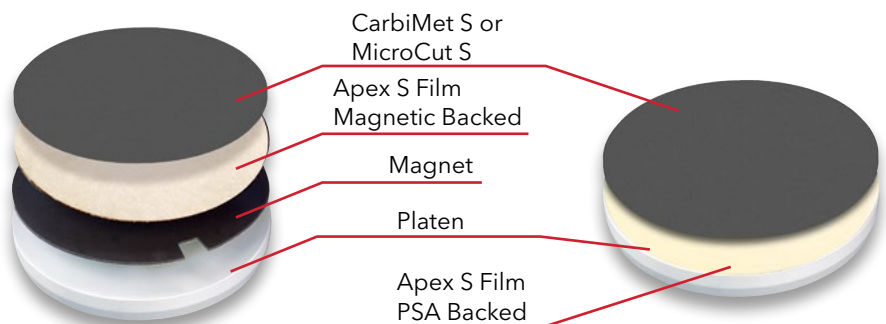 CarbiMet S or
MicroCut S
Apex S Film
Magnetic Backed
Magnet
Platen
Apex S Film
PSA Backed